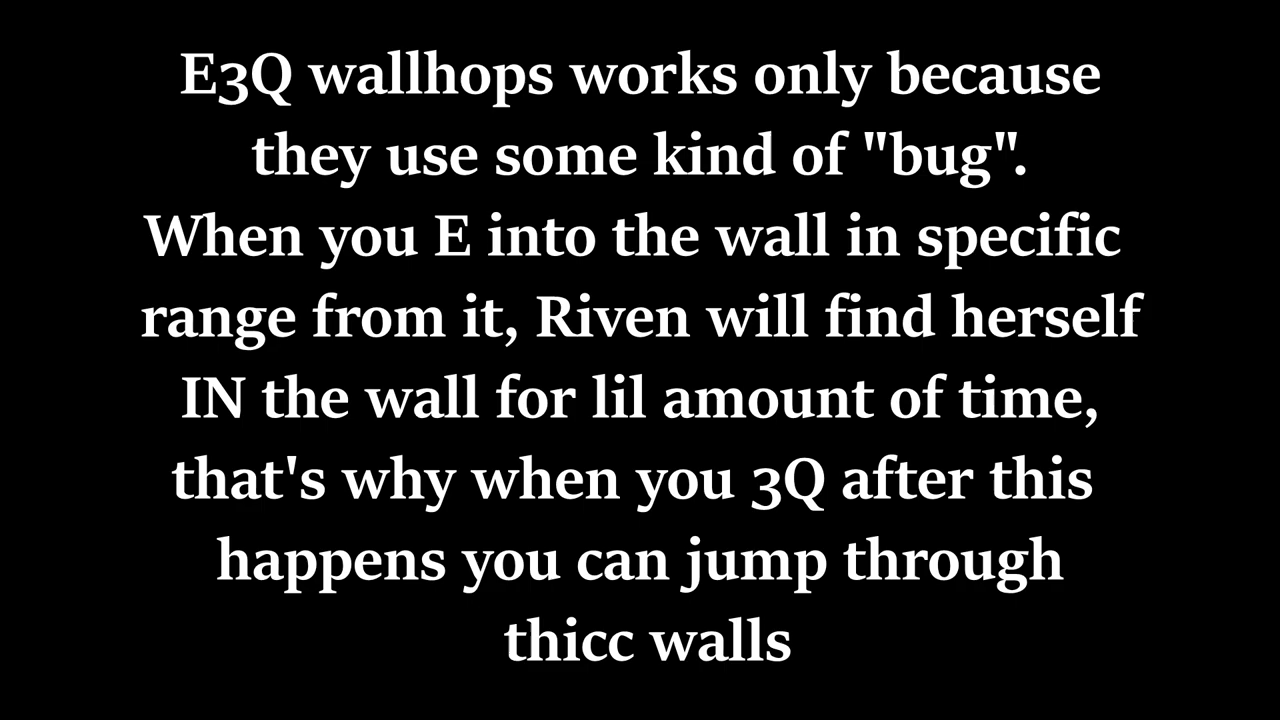 E3Q wallhops works only because
they use some kind of "bug".
When you E into the wall in specific
range from it, Riven will find herself
IN the wall for lil amount of time,
that's why when you 3Q after this
happens you can jump through
thicc walls